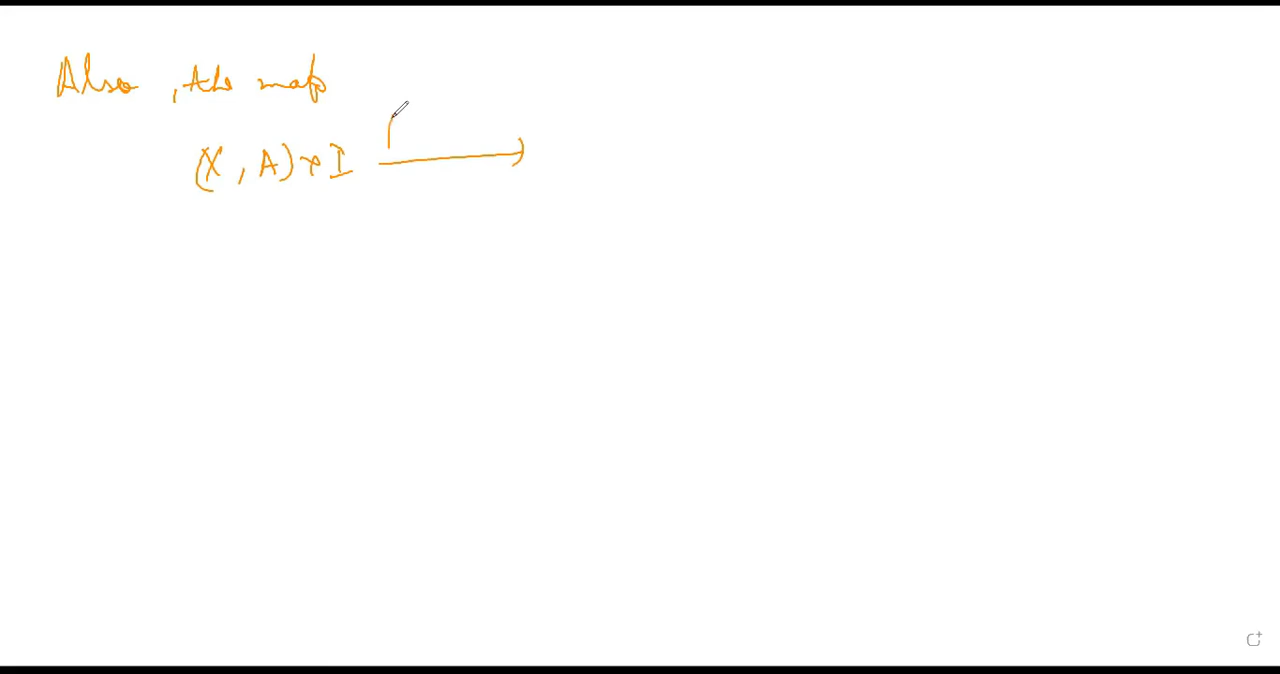 Also, the map
(X, A) × I ⟶